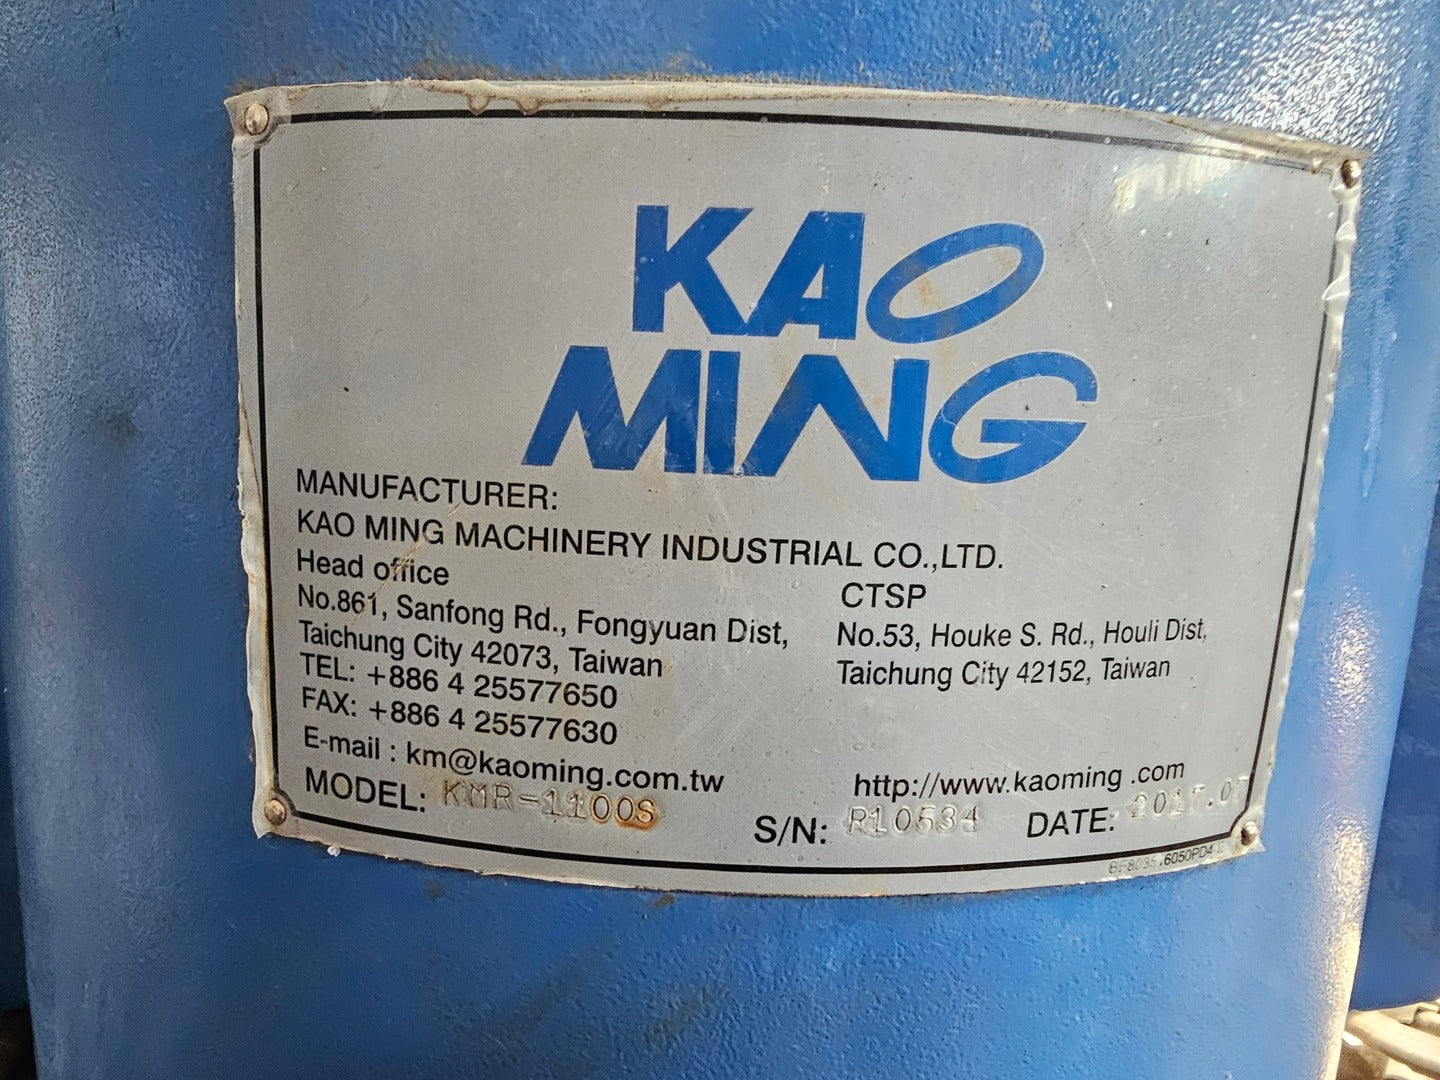 KAO
MING
MANUFACTURER:
KAO MING MACHINERY INDUSTRIAL CO.,LTD.
Head office
No.861, Sanfong Rd., Fongyuan Dist,
Taichung City 42073, Taiwan
TEL: +886 4 25577650
FAX: +886 4 25577630
E-mail : km@kaoming.com.tw
CTSP
No.53, Houke S. Rd., Houli Dist,
Taichung City 42152, Taiwan
http://www.kaoming .com
MODEL: KMR-1100S
S/N: R10534
DATE: 2017.07